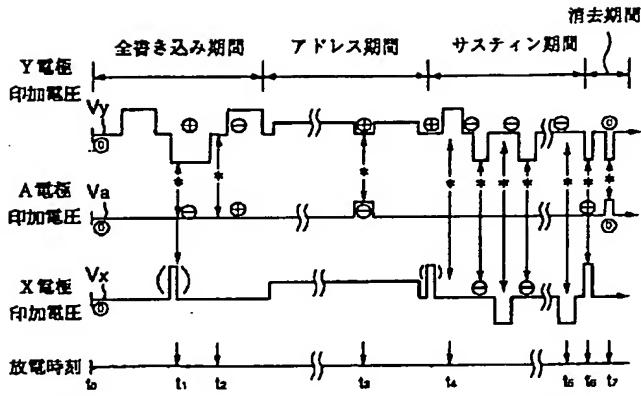 消去期間
全書き込み期間 アドレス期間 サスティン期間
Y電極
印加電圧 Vy
⊕ ⊖ ⊕ ⊕ ⊖ ⊖ ⊖ ⊖ ◎
◎
* * * * * * * * * *
A電極
印加電圧 Va
⊖ ⊕ ⊖ ⊕
◎ ◎
X電極
印加電圧 Vx
( ) ( )
◎ ⊖ ⊖
放電時刻
t₀ t₁ t₂ t₃ t₄ t₅ t₆ t₇